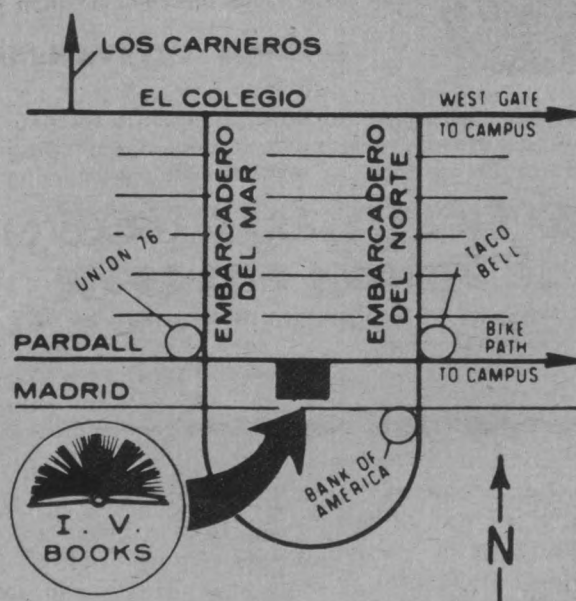 LOS CARNEROS
EL COLEGIO
WEST GATE
TO CAMPUS
EMBARCADERO
DEL MAR
EMBARCADERO
DEL NORTE
UNION 76
TACO
BELL
PARDALL
BIKE
PATH
TO CAMPUS
MADRID
BANK OF
AMERICA
I. V.
BOOKS
N